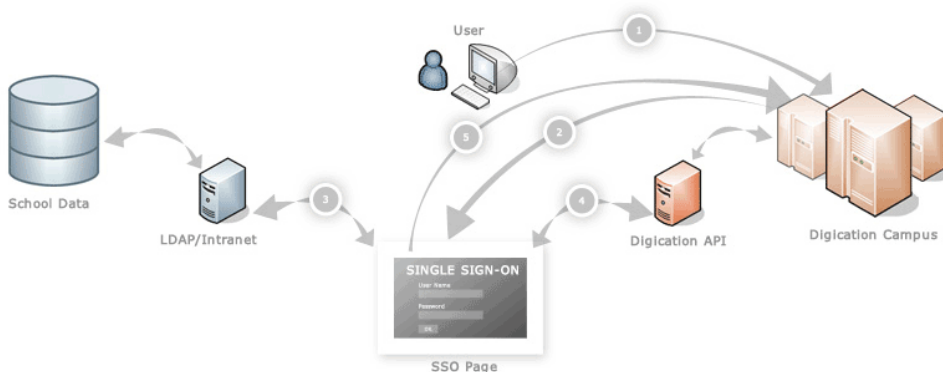 User
1
5
2
School Data
3
4
LDAP/Intranet
Digication API
Digication Campus
SINGLE SIGN-ON
User Name
Password
OK
SSO Page